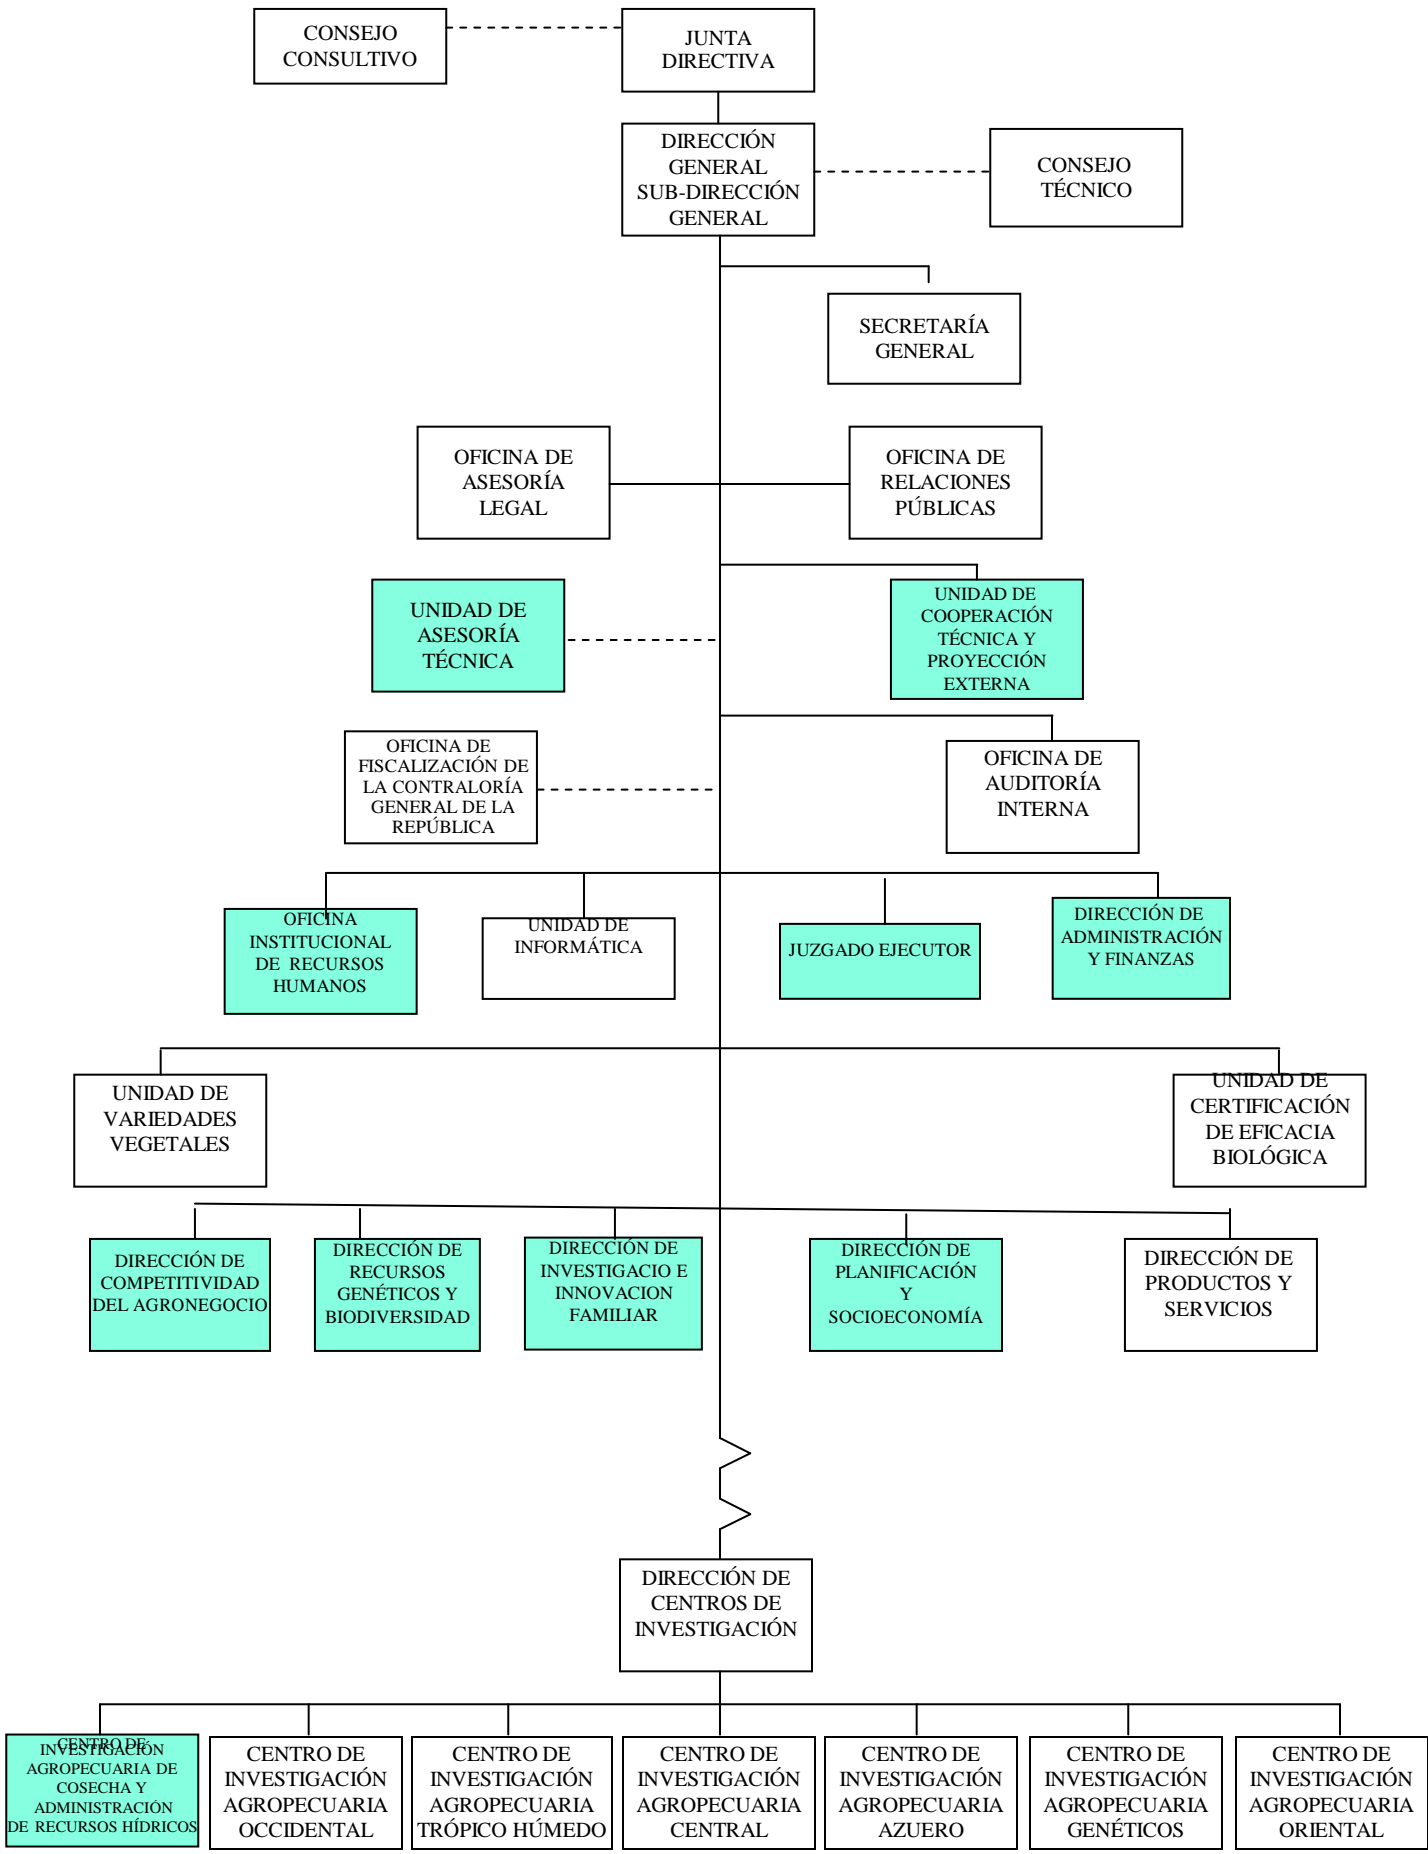 CONSEJO
CONSULTIVO
JUNTA
DIRECTIVA
DIRECCIÓN
GENERAL
SUB-DIRECCIÓN
GENERAL
CONSEJO
TÉCNICO
SECRETARÍA
GENERAL
OFICINA DE
ASESORÍA
LEGAL
OFICINA DE
RELACIONES
PÚBLICAS
UNIDAD DE
ASESORÍA
TÉCNICA
UNIDAD DE
COOPERACIÓN
TÉCNICA Y
PROYECCIÓN
EXTERNA
OFICINA DE
FISCALIZACIÓN DE
LA CONTRALORÍA
GENERAL DE LA
REPÚBLICA
OFICINA DE
AUDITORÍA
INTERNA
OFICINA
INSTITUCIONAL
DE RECURSOS
HUMANOS
UNIDAD DE
INFORMÁTICA
JUZGADO EJECUTOR
DIRECCIÓN DE
ADMINISTRACIÓN
Y FINANZAS
UNIDAD DE
VARIEDADES
VEGETALES
UNIDAD DE
CERTIFICACIÓN
DE EFICACIA
BIOLÓGICA
DIRECCIÓN DE
COMPETITIVIDAD
DEL AGRONEGOCIO
DIRECCIÓN DE
RECURSOS
GENÉTICOS Y
BIODIVERSIDAD
DIRECCIÓN DE
INVESTIGACIO E
INNOVACION
FAMILIAR
DIRECCIÓN DE
PLANIFICACIÓN
Y
SOCIOECONOMÍA
DIRECCIÓN DE
PRODUCTOS Y
SERVICIOS
DIRECCIÓN DE
CENTROS DE
INVESTIGACIÓN
CENTRO DE
INVESTIGACIÓN
AGROPECUARIA DE
COSECHA Y
ADMINISTRACIÓN
DE RECURSOS HÍDRICOS
CENTRO DE
INVESTIGACIÓN
AGROPECUARIA
OCCIDENTAL
CENTRO DE
INVESTIGACIÓN
AGROPECUARIA
TRÓPICO HÚMEDO
CENTRO DE
INVESTIGACIÓN
AGROPECUARIA
CENTRAL
CENTRO DE
INVESTIGACIÓN
AGROPECUARIA
AZUERO
CENTRO DE
INVESTIGACIÓN
AGROPECUARIA
GENÉTICOS
CENTRO DE
INVESTIGACIÓN
AGROPECUARIA
ORIENTAL